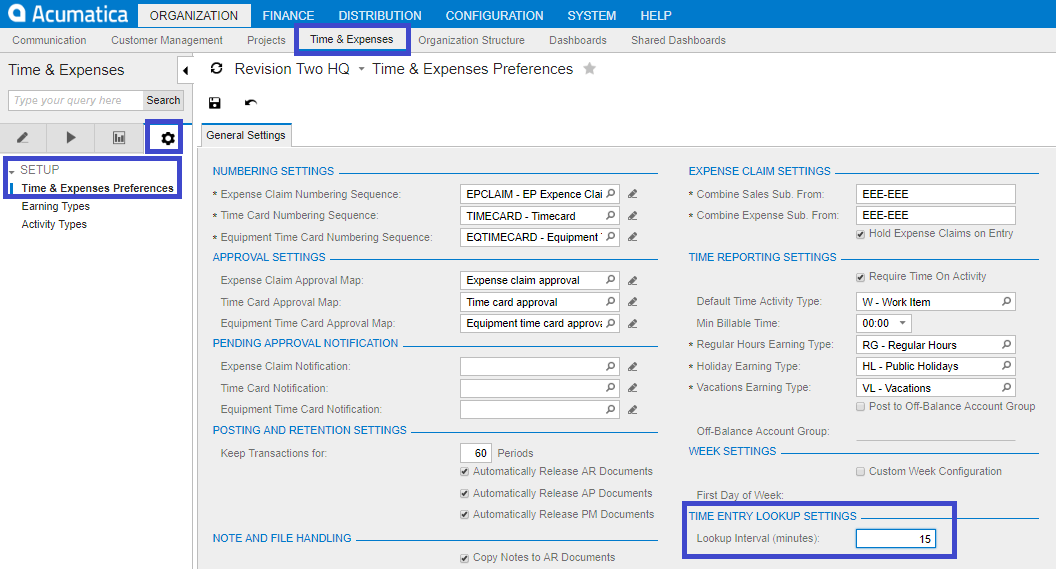 Acumatica ORGANIZATION FINANCE DISTRIBUTION CONFIGURATION SYSTEM HELP
Communication Customer Management Projects Time & Expenses Organization Structure Dashboards Shared Dashboards
Time & Expenses
Type your query here Search
SETUP
Time & Expenses Preferences
Earning Types
Activity Types
Revision Two HQ Time & Expenses Preferences
General Settings
NUMBERING SETTINGS
* Expense Claim Numbering Sequence: EPCLAIM - EP Expence Clai
* Time Card Numbering Sequence: TIMECARD - Timecard
* Equipment Time Card Numbering Sequence: EQTIMECARD - Equipment T
APPROVAL SETTINGS
Expense Claim Approval Map: Expense claim approval
Time Card Approval Map: Time card approval
Equipment Time Card Approval Map: Equipment time card approva
PENDING APPROVAL NOTIFICATION
Expense Claim Notification:
Time Card Notification:
Equipment Time Card Notification:
POSTING AND RETENTION SETTINGS
Keep Transactions for: 60 Periods
Automatically Release AR Documents
Automatically Release AP Documents
Automatically Release PM Documents
NOTE AND FILE HANDLING
Copy Notes to AR Documents
EXPENSE CLAIM SETTINGS
* Combine Sales Sub. From: EEE-EEE
* Combine Expense Sub. From: EEE-EEE
Hold Expense Claims on Entry
TIME REPORTING SETTINGS
Require Time On Activity
Default Time Activity Type: W - Work Item
Min Billable Time: 00:00
* Regular Hours Earning Type: RG - Regular Hours
* Holiday Earning Type: HL - Public Holidays
* Vacations Earning Type: VL - Vacations
Post to Off-Balance Account Group
Off-Balance Account Group:
WEEK SETTINGS
Custom Week Configuration
First Day of Week:
TIME ENTRY LOOKUP SETTINGS
Lookup Interval (minutes): 15